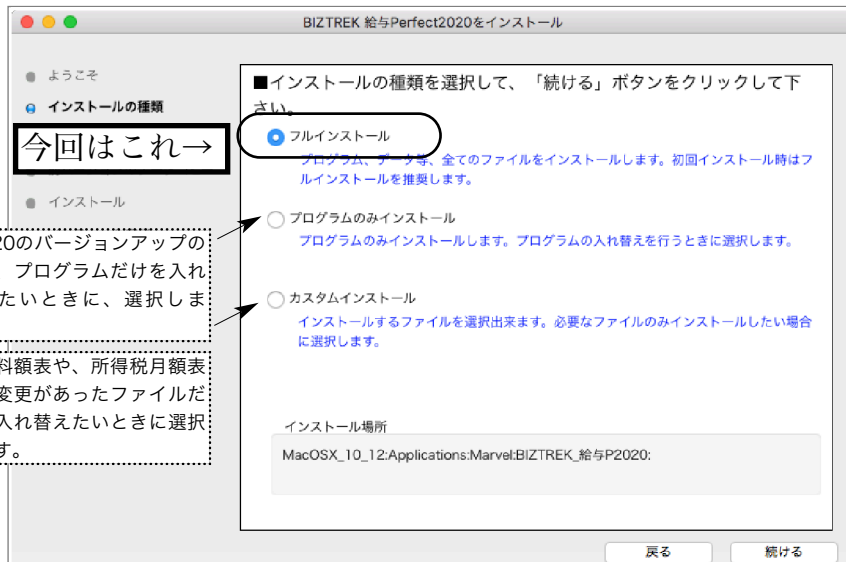 BIZTREK 給与Perfect2020をインストール
ようこそ
インストールの種類
今回はこれ→
インストール
■インストールの種類を選択して、「続ける」ボタンをクリックして下
さい。
フルインストール
プログラム、データ等、全てのファイルをインストールします。初回インストール時はフ
ルインストールを推奨します。
プログラムのみインストール
プログラムのみインストールします。プログラムの入れ替えを行うときに選択します。
カスタムインストール
インストールするファイルを選択出来ます。必要なファイルのみインストールしたい場合
に選択します。
20のバージョンアップの
プログラムだけを入れ
たいときに、選択しま
料額表や、所得税月額表
変更があったファイルだ
入れ替えたいときに選択
す。
インストール場所
MacOSX_10_12:Applications:Marvel:BIZTREK_給与P2020:
戻る
続ける